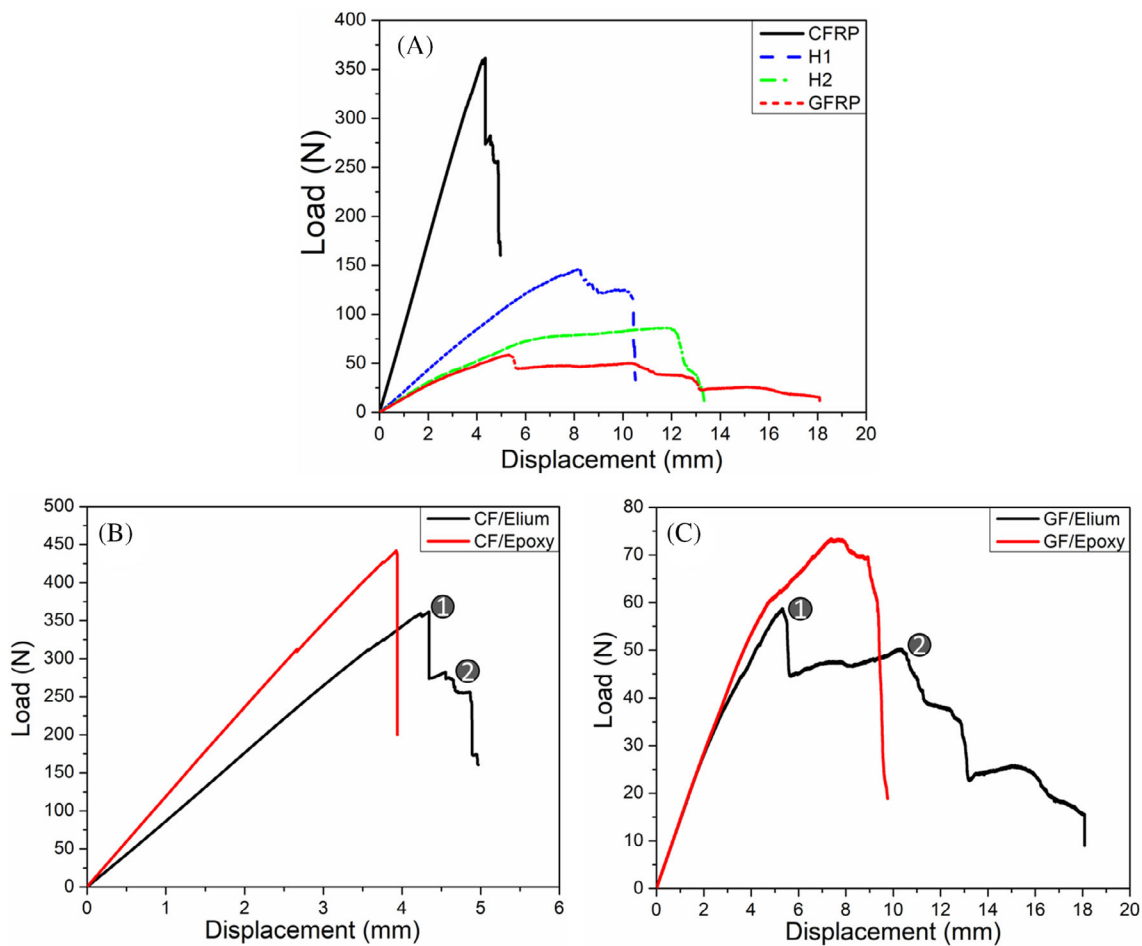 (A)
CFRP
H1
H2
GFRP
400
350
300
250
200
150
100
50
0
Load (N)
0 2 4 6 8 10 12 14 16 18 20
Displacement (mm)
(B)
CF/Elium
CF/Epoxy
500
450
400
350
300
250
200
150
100
50
0
Load (N)
1
2
0 1 2 3 4 5 6
Displacement (mm)
(C)
GF/Elium
GF/Epoxy
80
70
60
50
40
30
20
10
0
Load (N)
1
2
0 2 4 6 8 10 12 14 16 18 20
Displacement (mm)